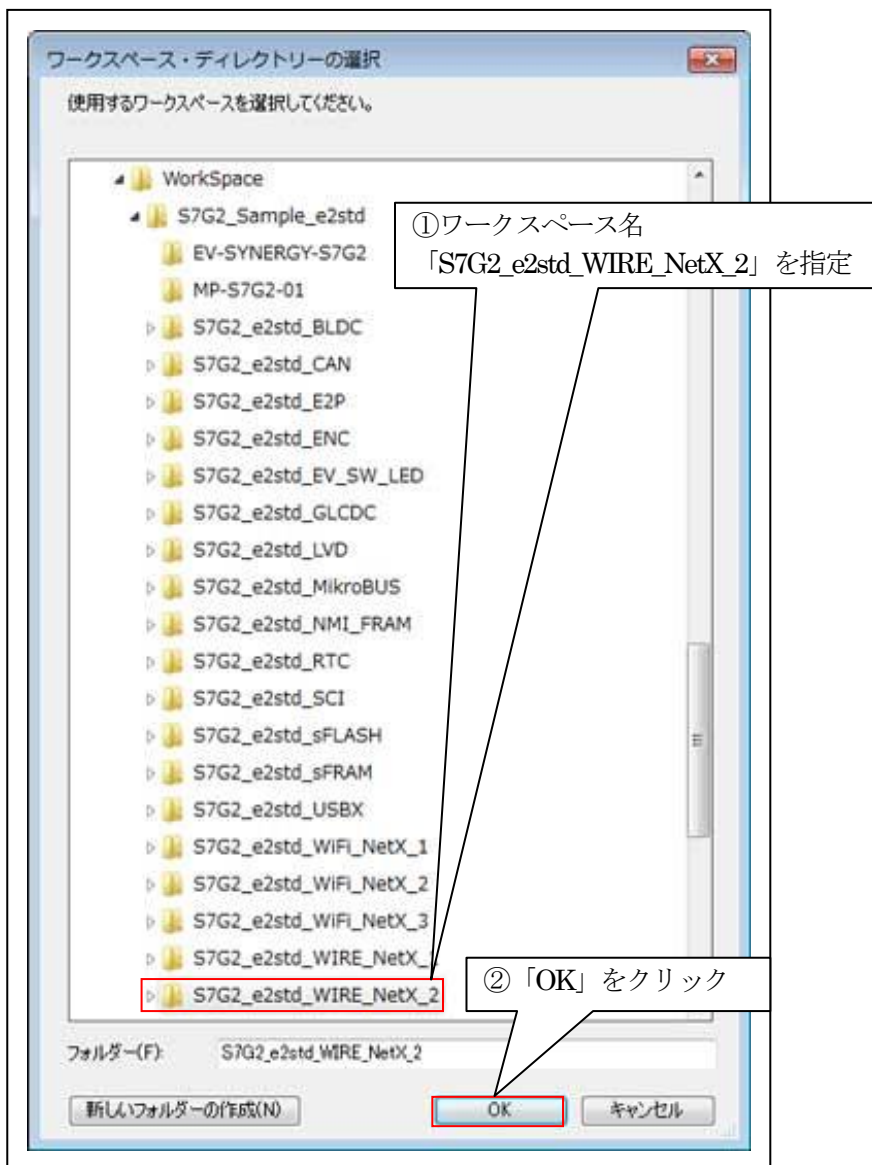 ワークスペース・ディレクトリーの選択
使用するワークスペースを選択してください。
WorkSpace
S7G2_Sample_e2std
EV-SYNERGY-S7G2
MP-S7G2-01
S7G2_e2std_BLDC
S7G2_e2std_CAN
S7G2_e2std_E2P
S7G2_e2std_ENC
S7G2_e2std_EV_SW_LED
S7G2_e2std_GLCDC
S7G2_e2std_LVD
S7G2_e2std_MikroBUS
S7G2_e2std_NMI_FRAM
S7G2_e2std_RTC
S7G2_e2std_SCI
S7G2_e2std_sFLASH
S7G2_e2std_sFRAM
S7G2_e2std_USBX
S7G2_e2std_WiFi_NetX_1
S7G2_e2std_WiFi_NetX_2
S7G2_e2std_WiFi_NetX_3
S7G2_e2std_WIRE_NetX_1
S7G2_e2std_WIRE_NetX_2
①ワークスペース名
「S7G2_e2std_WIRE_NetX_2」を指定
②「OK」をクリック
フォルダー(F): S7G2_e2std_WIRE_NetX_2
新しいフォルダーの作成(N) OK キャンセル